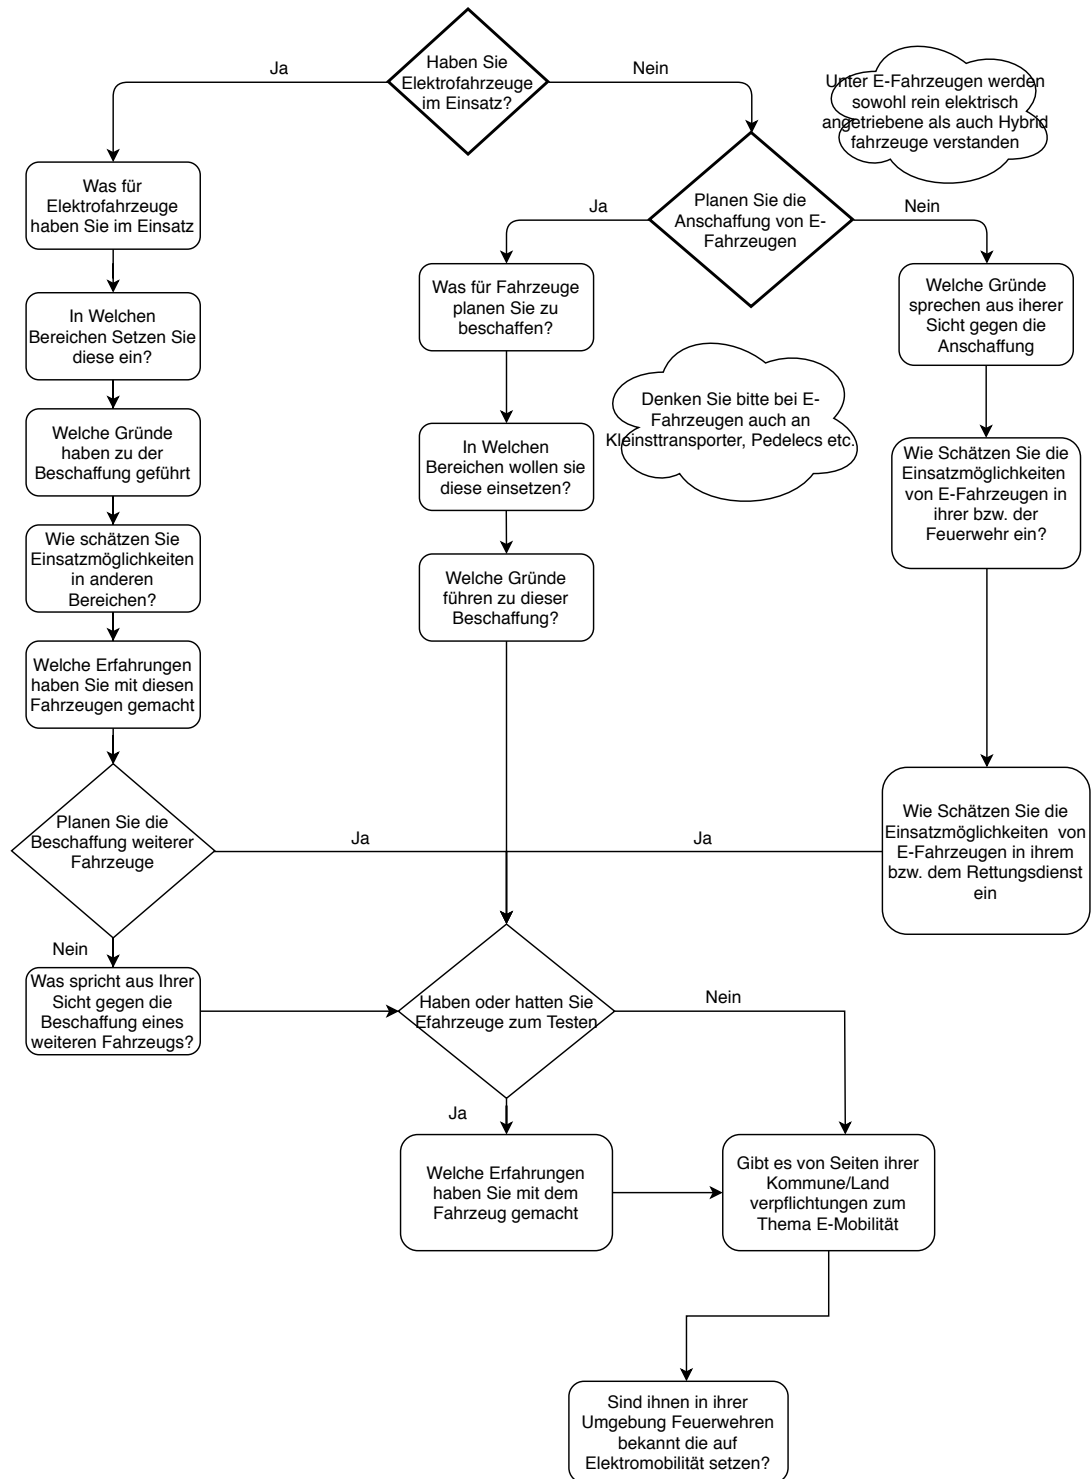 Haben Sie
Elektrofahrzeuge
im Einsatz?
Ja
Nein
Unter E-Fahrzeugen werden
sowohl rein elektrisch
angetriebene als auch Hybrid
fahrzeuge verstanden
Was für
Elektrofahrzeuge
haben Sie im Einsatz
Planen Sie die
Anschaffung von E-
Fahrzeugen
Ja
Nein
Was für Fahrzeuge
planen Sie zu
beschaffen?
Welche Gründe
sprechen aus iherer
Sicht gegen die
Anschaffung
In Welchen
Bereichen Setzen Sie
diese ein?
Denken Sie bitte bei E-
Fahrzeugen auch an
Kleinsttransporter, Pedelecs etc.
Welche Gründe
haben zu der
Beschaffung geführt
In Welchen
Bereichen wollen sie
diese einsetzen?
Wie Schätzen Sie die
Einsatzmöglichkeiten
von E-Fahrzeugen in
ihrer bzw. der
Feuerwehr ein?
Wie schätzen Sie
Einsatzmöglichkeiten
in anderen
Bereichen?
Welche Gründe
führen zu dieser
Beschaffung?
Welche Erfahrungen
haben Sie mit diesen
Fahrzeugen gemacht
Planen Sie die
Beschaffung weiterer
Fahrzeuge
Ja
Ja
Wie Schätzen Sie die
Einsatzmöglichkeiten von
E-Fahrzeugen in ihrem
bzw. dem Rettungsdienst
ein
Nein
Was spricht aus Ihrer
Sicht gegen die
Beschaffung eines
weiteren Fahrzeugs?
Haben oder hatten Sie
Efahrzeuge zum Testen
Nein
Ja
Welche Erfahrungen
haben Sie mit dem
Fahrzeug gemacht
Gibt es von Seiten ihrer
Kommune/Land
verpflichtungen zum
Thema E-Mobilität
Sind ihnen in ihrer
Umgebung Feuerwehren
bekannt die auf
Elektromobilität setzen?